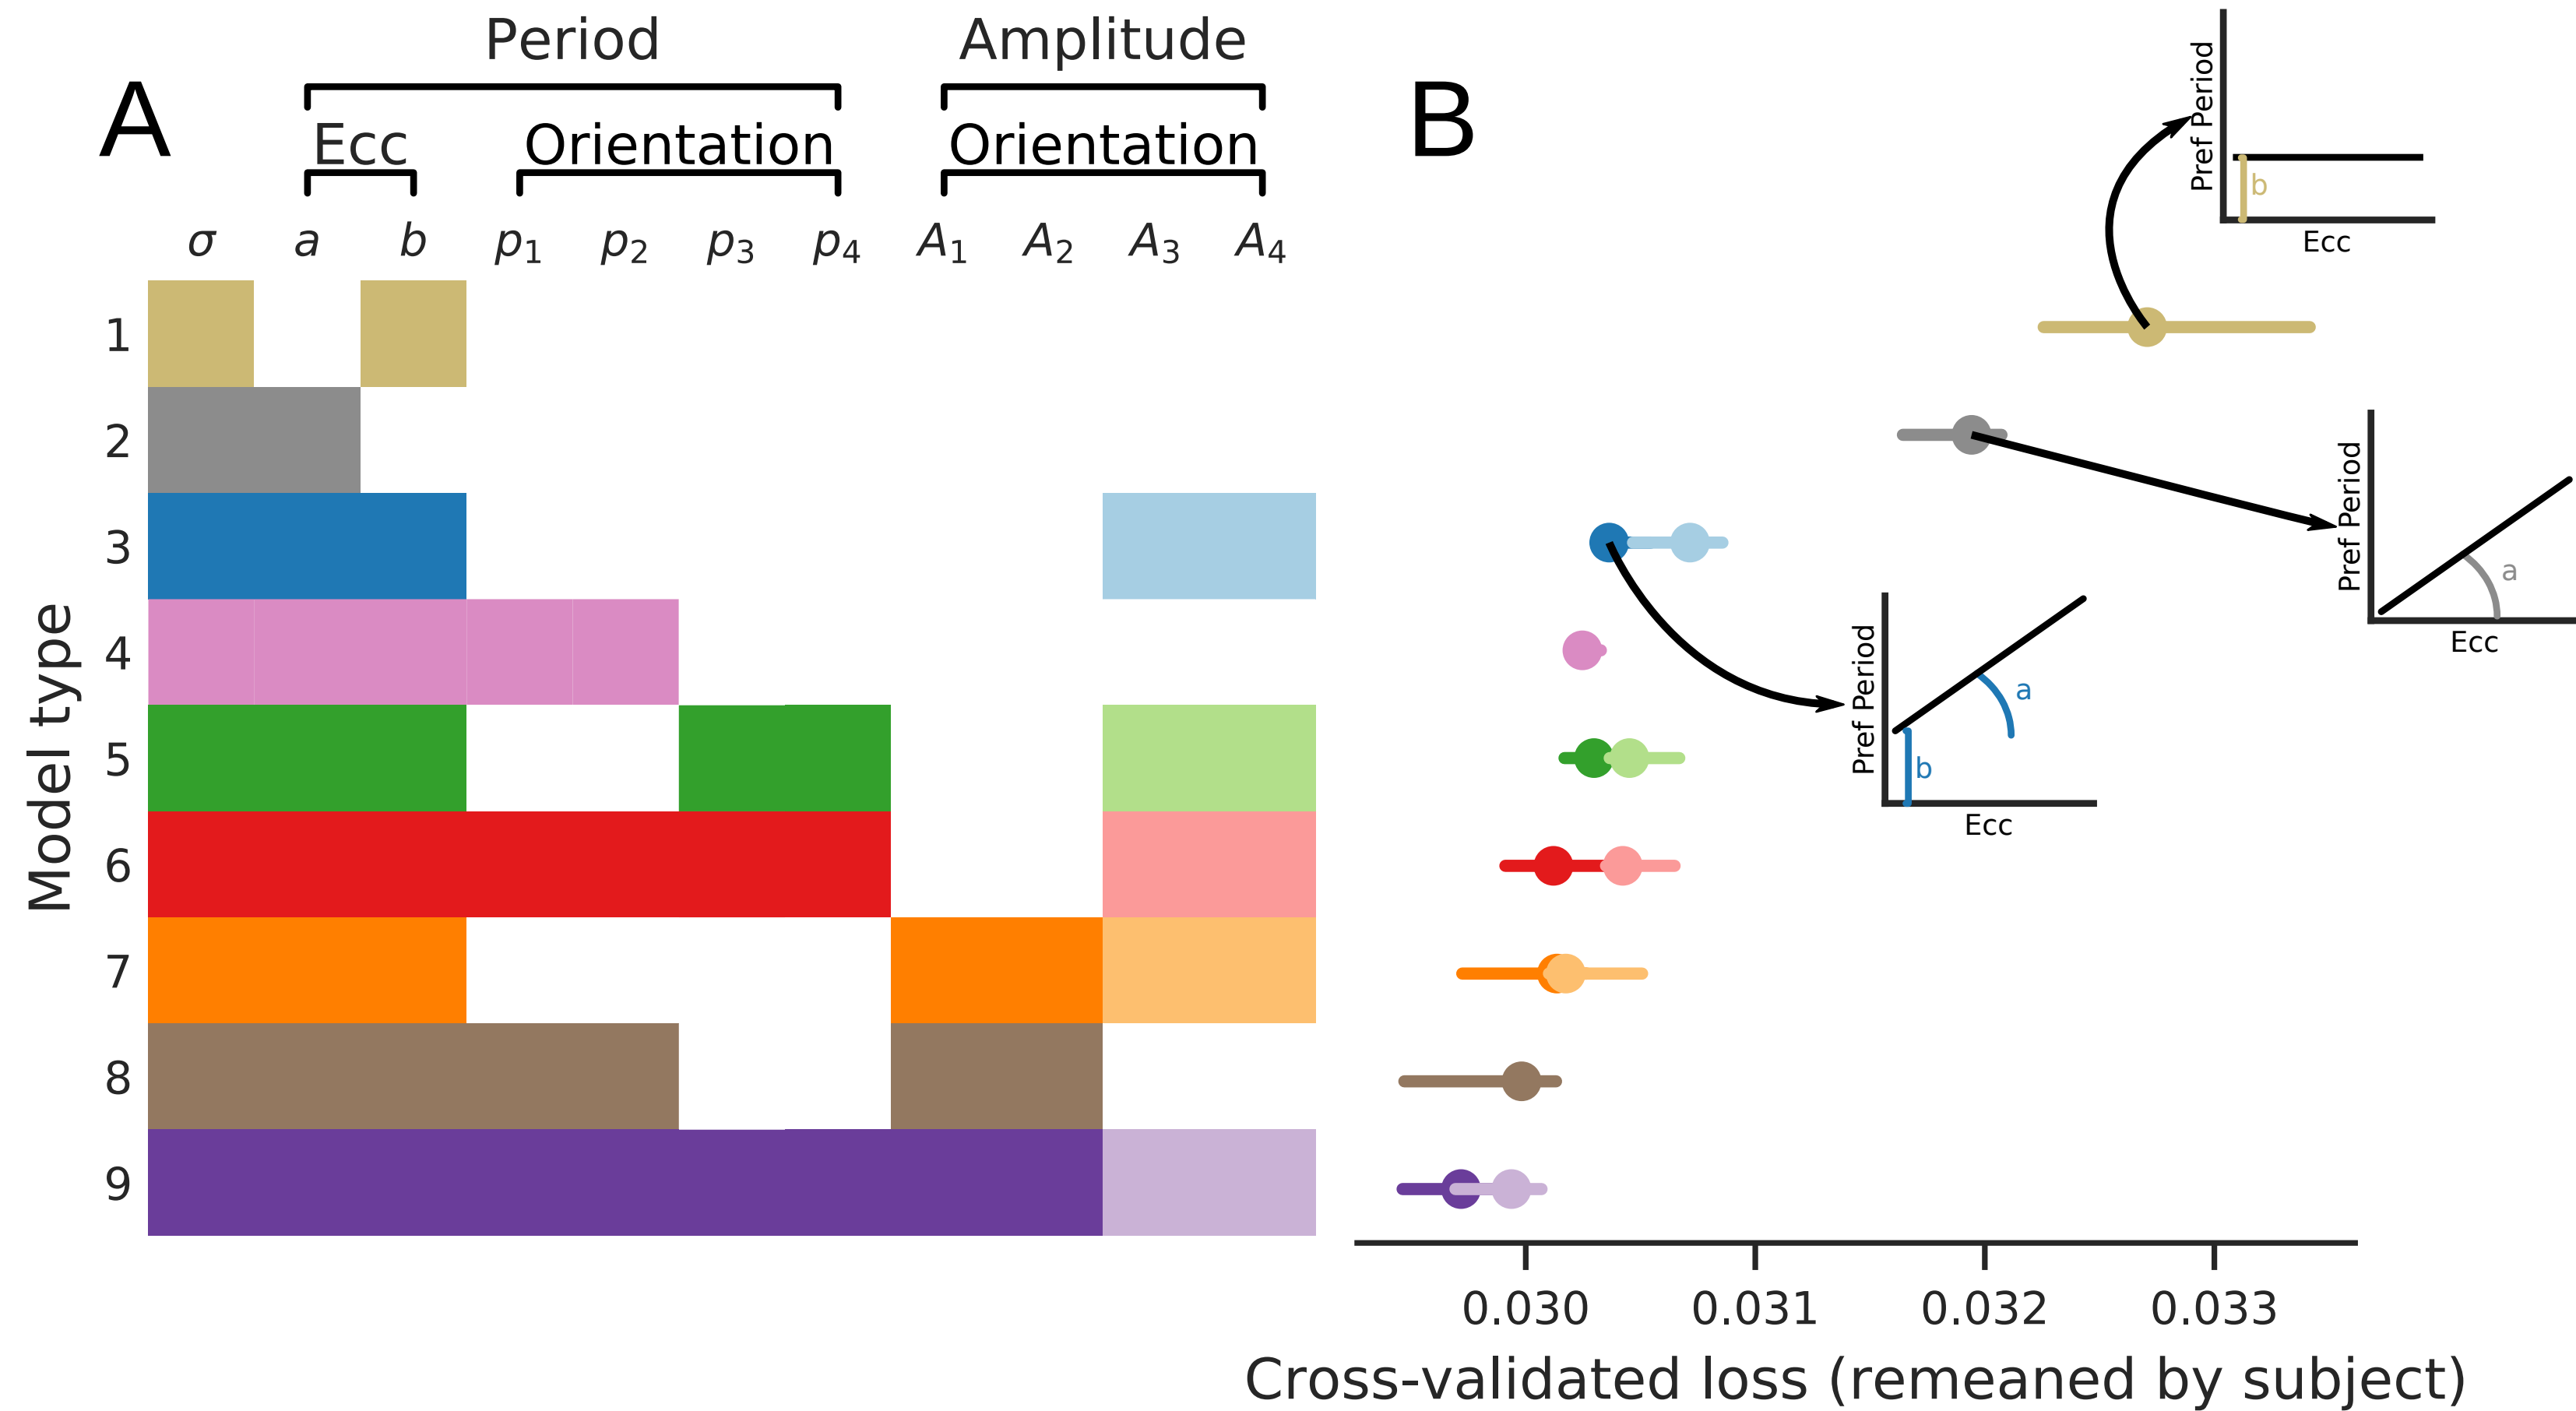 A
Period
Amplitude
Ecc
Orientation
Orientation
σ a b p1 p2 p3 p4 A1 A2 A3 A4
Model type
1
2
3
4
5
6
7
8
9
B
Pref Period
b
Ecc
Pref Period
a
Ecc
Pref Period
a
b
Ecc
0.030 0.031 0.032 0.033
Cross-validated loss (remeaned by subject)